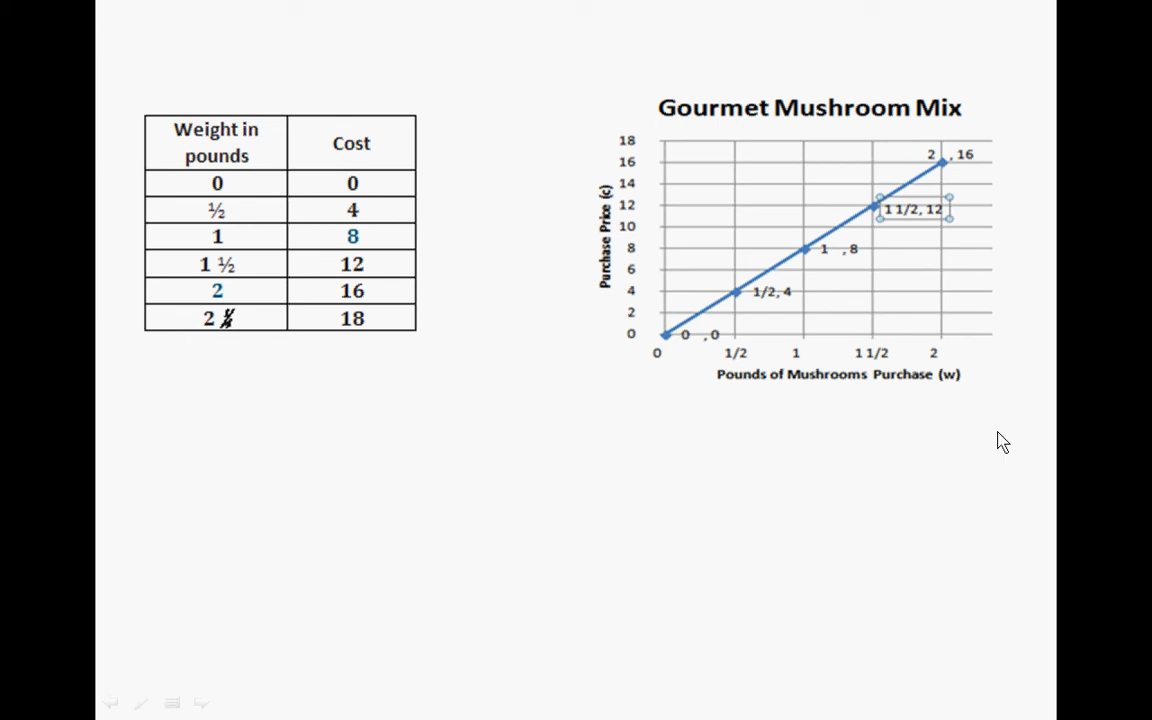 Weight in pounds Cost
0 0
½ 4
1 8
1 ½ 12
2 16
2 18
Gourmet Mushroom Mix
Purchase Price (c)
18
16
14
12
10
8
6
4
2
0
2 , 16
1 1/2, 12
1 , 8
1/2, 4
0 , 0
0 1/2 1 1 1/2 2
Pounds of Mushrooms Purchase (w)